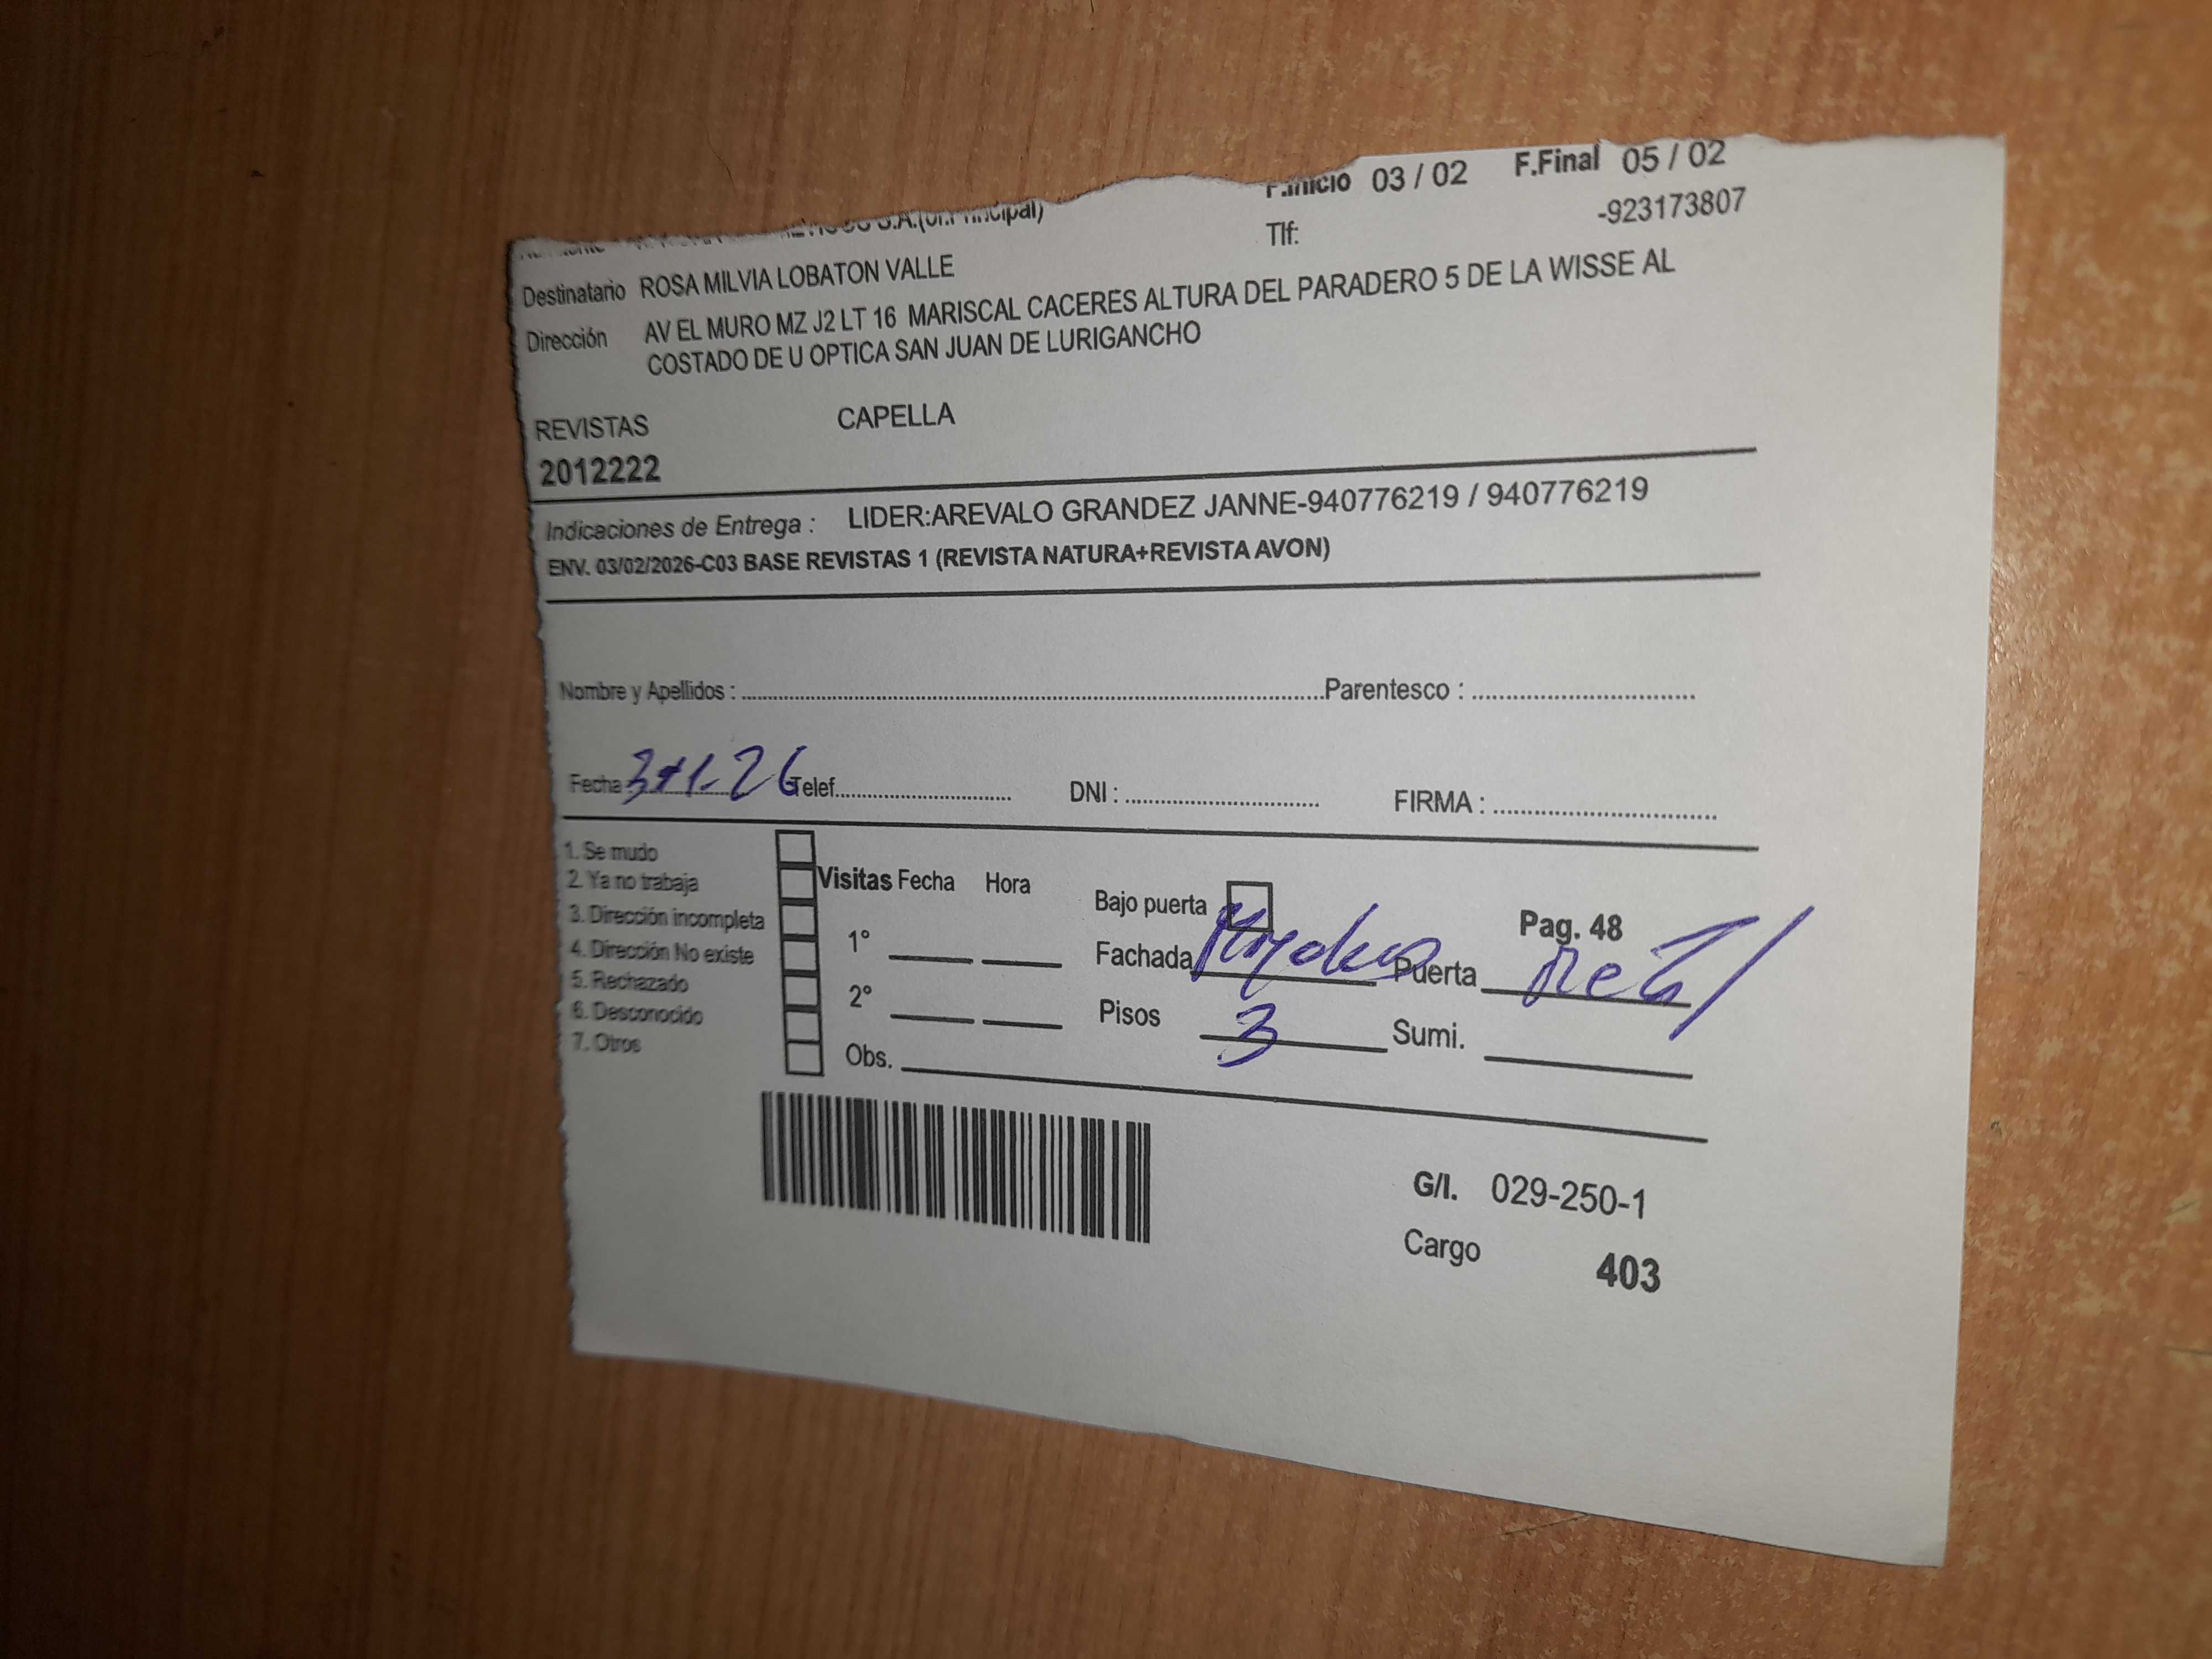 F.Inicio 03 / 02 F.Final 05 / 02
S.A.(Of.Principal) Tlf: -923173807
Destinatario ROSA MILVIA LOBATON VALLE
Dirección AV EL MURO MZ J2 LT 16 MARISCAL CACERES ALTURA DEL PARADERO 5 DE LA WISSE AL
COSTADO DE U OPTICA SAN JUAN DE LURIGANCHO
REVISTAS CAPELLA
2012222
Indicaciones de Entrega : LIDER:AREVALO GRANDEZ JANNE-940776219 / 940776219
ENV. 03/02/2026-C03 BASE REVISTAS 1 (REVISTA NATURA+REVISTA AVON)
Nombre y Apellidos : Parentesco :
Fecha Telef. DNI : FIRMA :
1. Se mudo
2. Ya no trabaja
3. Dirección incompleta
4. Dirección No existe
5. Rechazado
6. Desconocido
7. Otros
Visitas Fecha Hora
1°
2°
Obs.
Bajo puerta Pag. 48
Fachada Puerta
Pisos 3 Sumi.
G/I. 029-250-1
Cargo 403